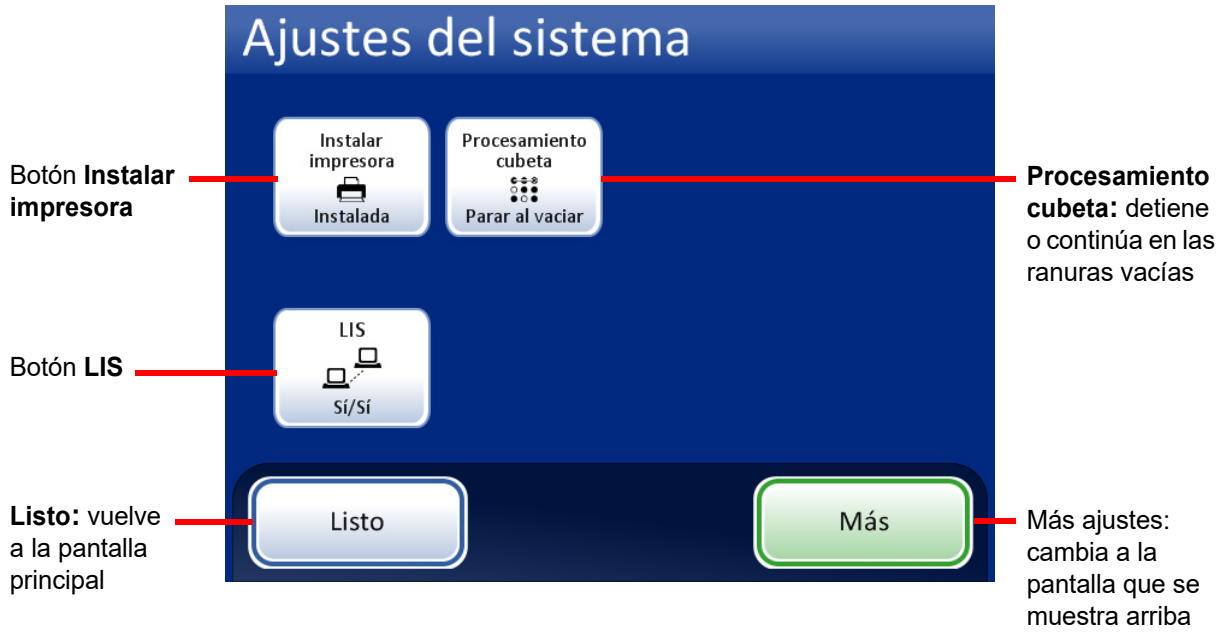 Ajustes del sistema
Instalar
impresora
Instalada
Procesamiento
cubeta
Parar al vaciar
Botón Instalar
impresora
Procesamiento
cubeta: detiene
o continúa en las
ranuras vacías
LIS
Sí/Sí
Botón LIS
Listo: vuelve
a la pantalla
principal
Listo
Más
Más ajustes:
cambia a la
pantalla que se
muestra arriba